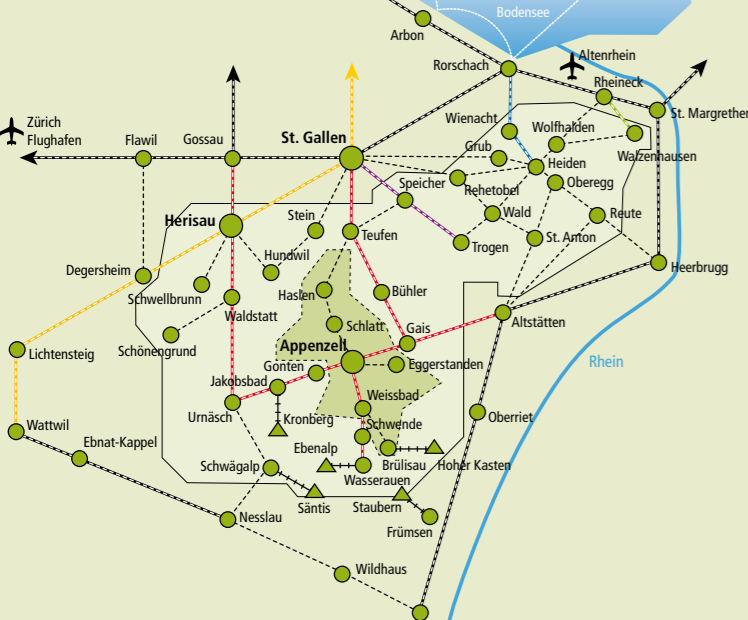 Bodensee
Arbon
Rorschach
Altenrhein
Rheineck
St. Margrethen
Zürich
Flughafen
Flawil
Gossau
St. Gallen
Wienacht
Wolfhalden
Grub
Heiden
Walzenhausen
Speicher
Rehetobel
Oberegg
Herisau
Stein
Teufen
Wald
Reute
Trogen
St. Anton
Hundwil
Degersheim
Heerbrugg
Schwellbrunn
Haslen
Bühler
Waldstatt
Schlatt
Altstätten
Schönengrund
Gais
Appenzell
Lichtensteig
Gonten
Eggerstanden
Rhein
Jakobsbad
Weissbad
Urnäsch
Kronberg
Schwende
Oberriet
Wattwil
Ebnat-Kappel
Ebenalp
Schwägalp
Brülisau
Hoher Kasten
Wasserauen
Säntis
Staubern
Nesslau
Frümsen
Wildhaus